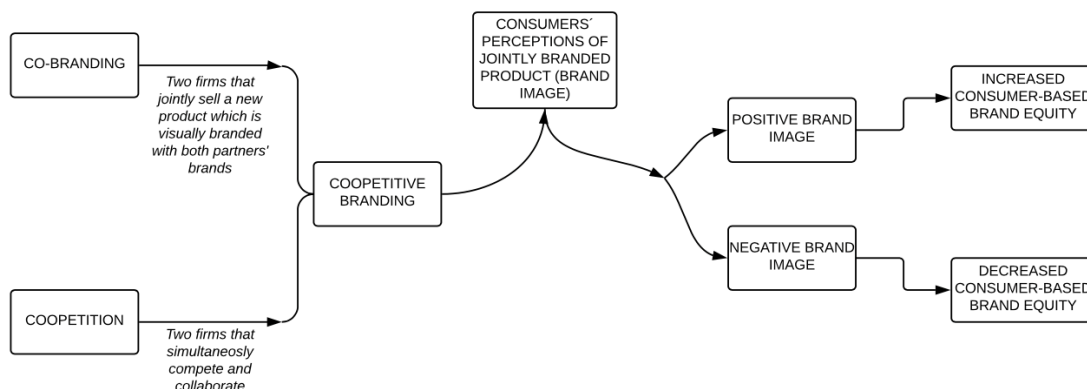 CO-BRANDING
Two firms that
jointly sell a new
product which is
visually branded
with both partners'
brands
COOPETITION
Two firms that
simultaneosly
compete and
collaborate
COOPETITIVE
BRANDING
CONSUMERS´
PERCEPTIONS OF
JOINTLY BRANDED
PRODUCT (BRAND
IMAGE)
POSITIVE BRAND
IMAGE
NEGATIVE BRAND
IMAGE
INCREASED
CONSUMER-BASED
BRAND EQUITY
DECREASED
CONSUMER-BASED
BRAND EQUITY